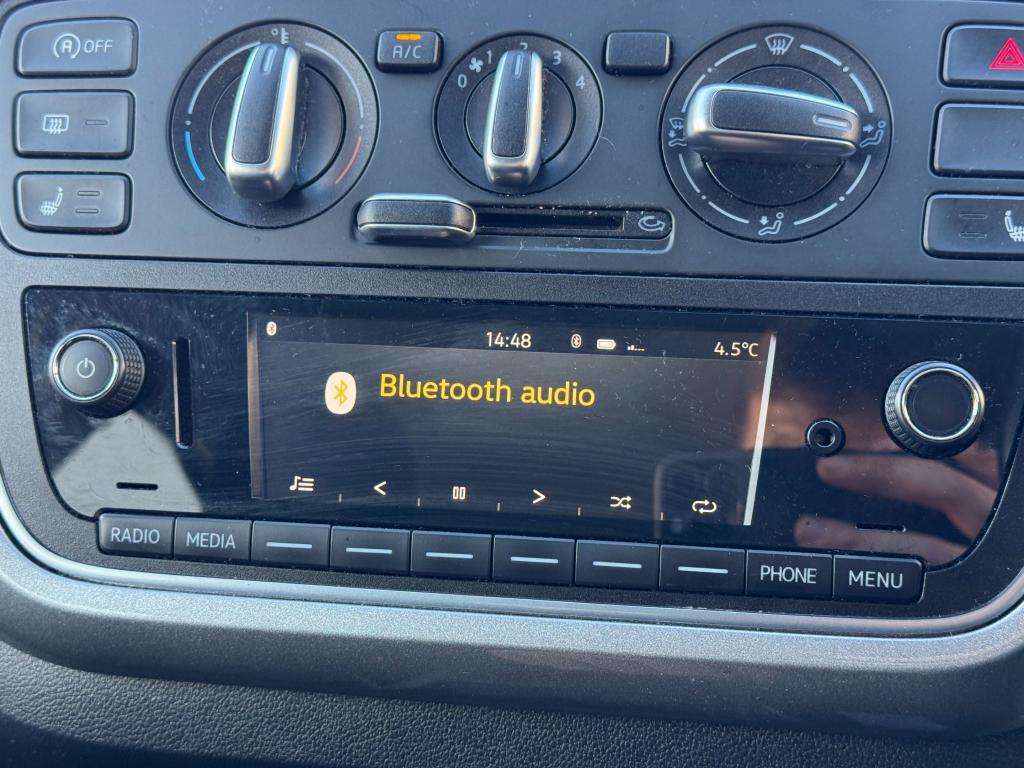 A OFF
°C
A/C
0 1 2 3 4
14:48 4.5°C
Bluetooth audio
RADIO MEDIA PHONE MENU